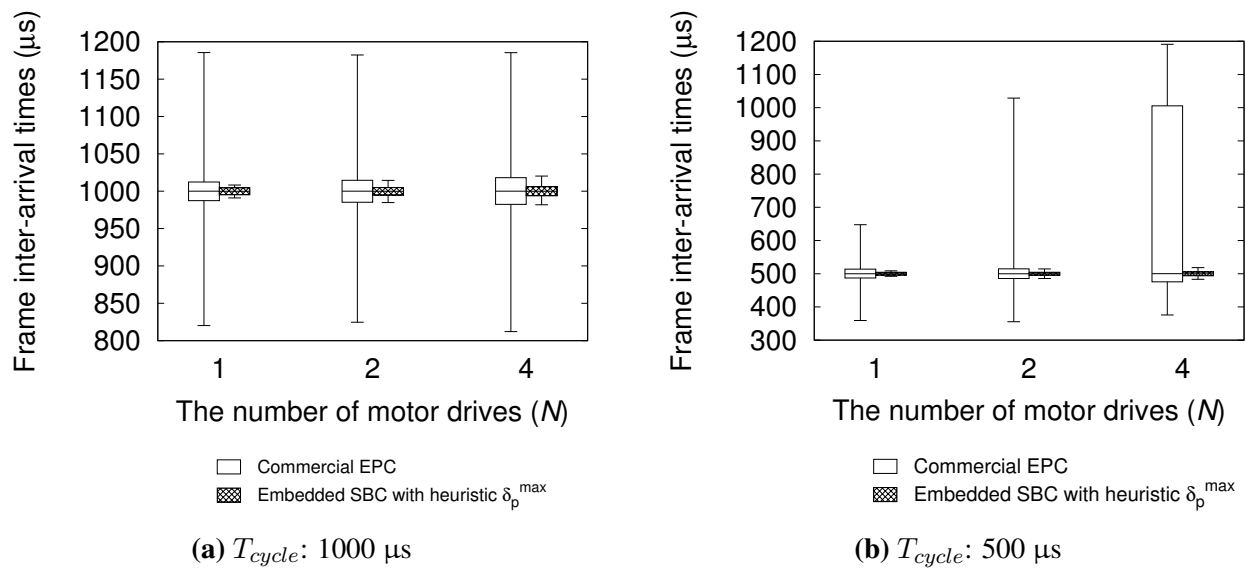 Frame inter-arrival times (μs)
1200
1150
1100
1050
1000
950
900
850
800
1
2
4
The number of motor drives (N)
Commercial EPC
Embedded SBC with heuristic δp^max
(a) Tcycle: 1000 μs
Frame inter-arrival times (μs)
1200
1100
1000
900
800
700
600
500
400
300
1
2
4
The number of motor drives (N)
Commercial EPC
Embedded SBC with heuristic δp^max
(b) Tcycle: 500 μs